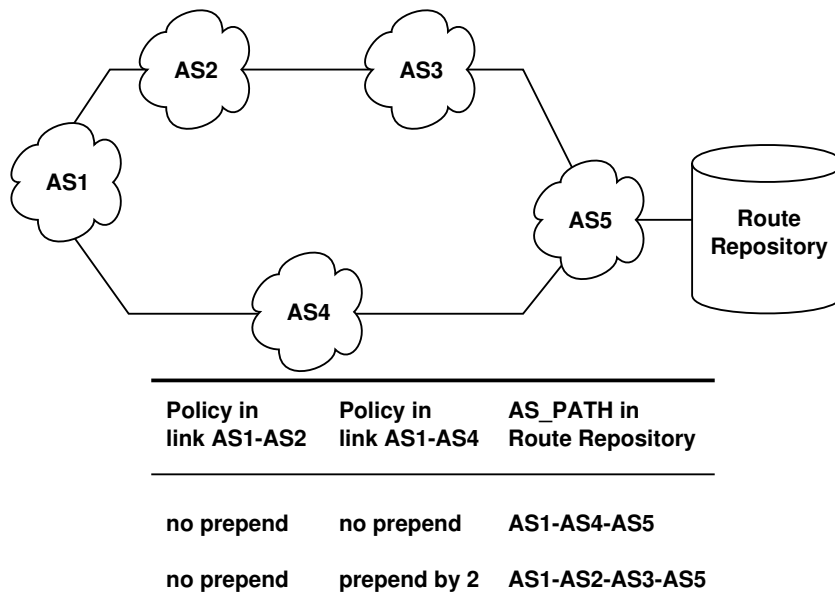 AS2
AS3
AS1
AS5
Route
Repository
AS4
Policy in
link AS1-AS2
Policy in
link AS1-AS4
AS_PATH in
Route Repository
no prepend
no prepend
AS1-AS4-AS5
no prepend
prepend by 2
AS1-AS2-AS3-AS5